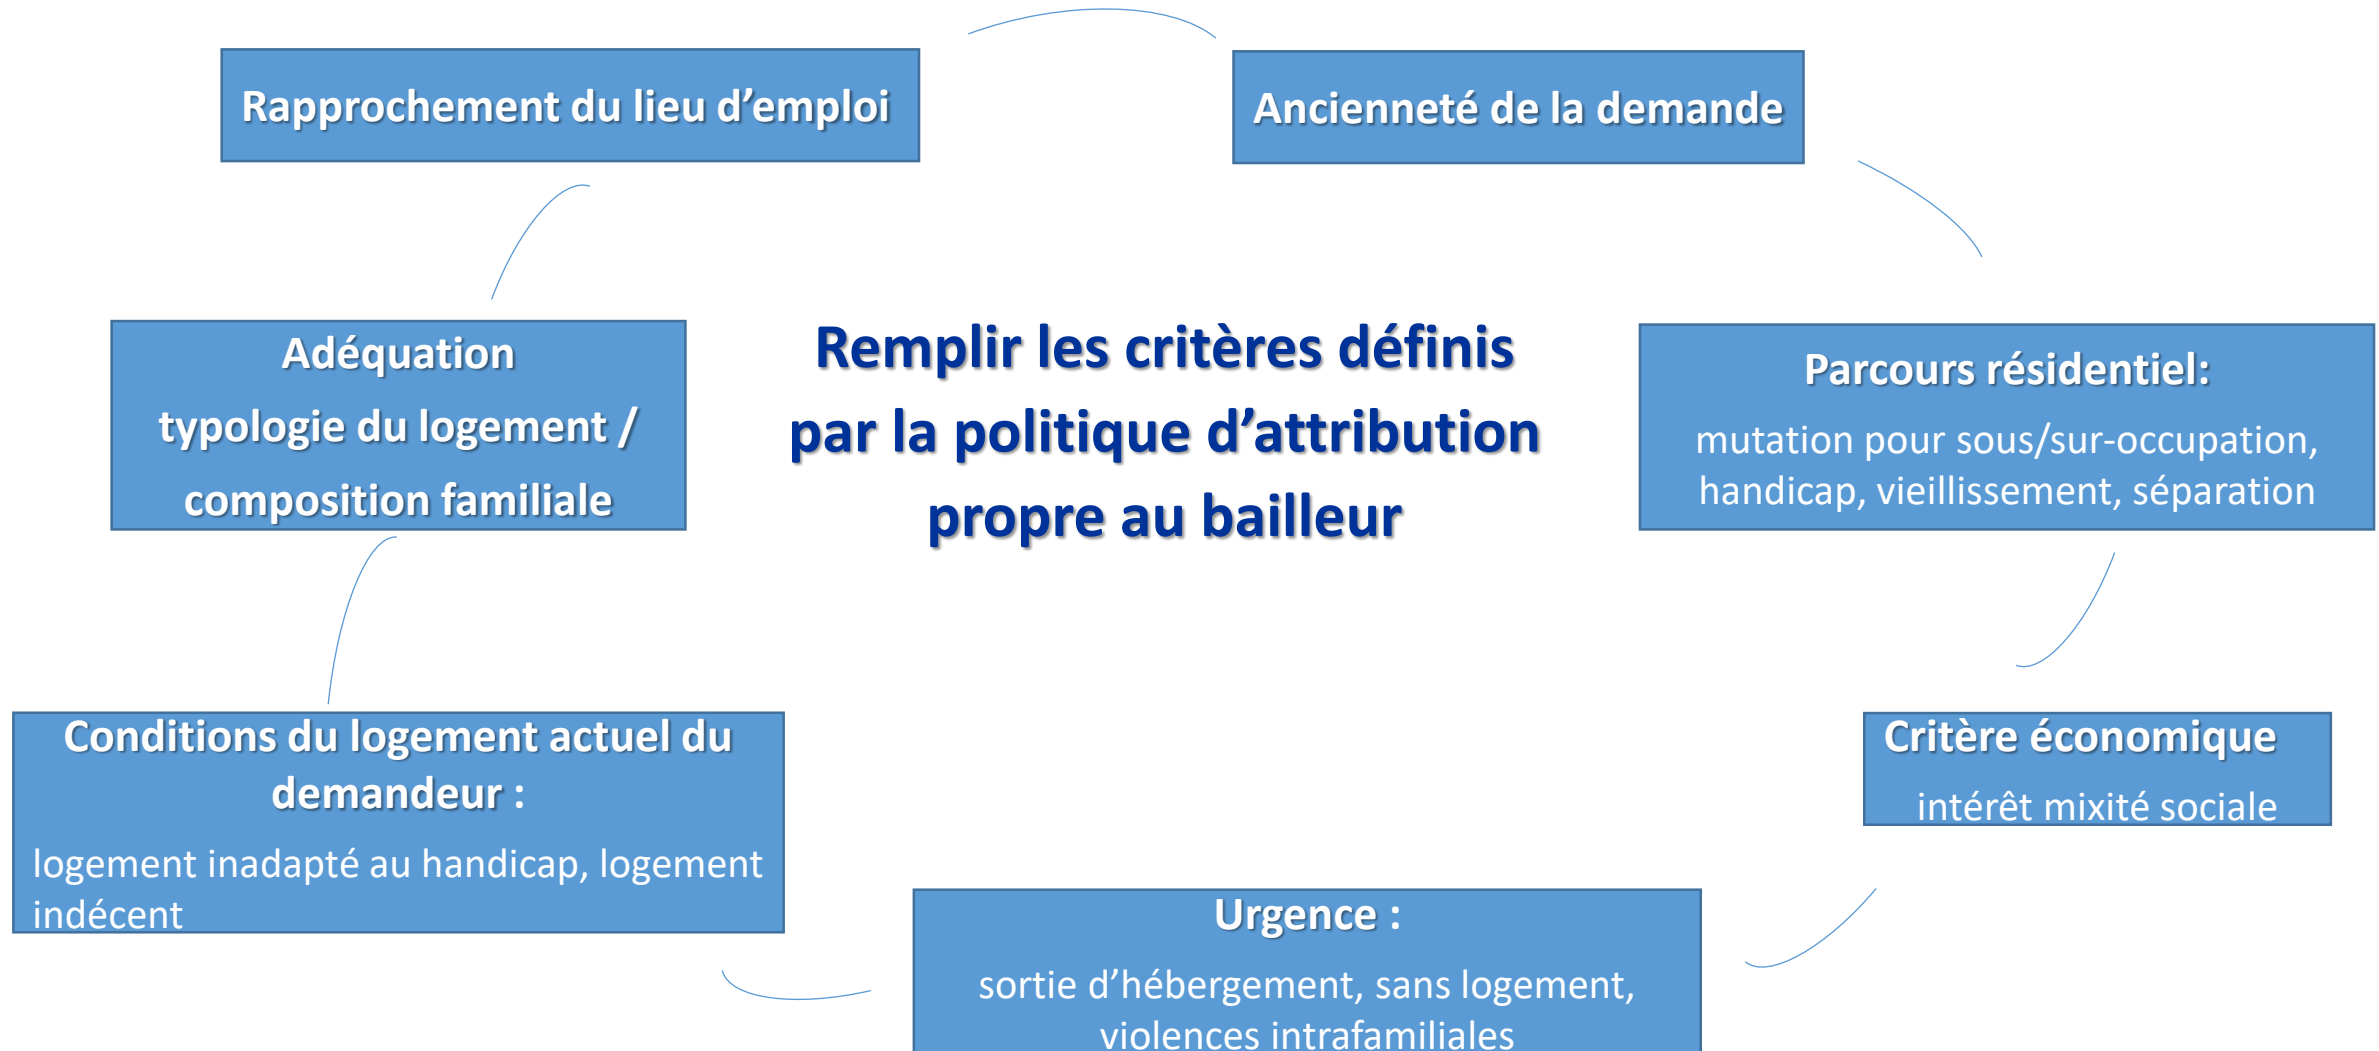 Rapprochement du lieu d’emploi
Ancienneté de la demande
Adéquation
typologie du logement /
composition familiale
Remplir les critères définis
par la politique d’attribution
propre au bailleur
Parcours résidentiel:
mutation pour sous/sur-occupation,
handicap, vieillissement, séparation
Conditions du logement actuel du
demandeur :
logement inadapté au handicap, logement
indécent
Critère économique
intérêt mixité sociale
Urgence :
sortie d’hébergement, sans logement,
violences intrafamiliales